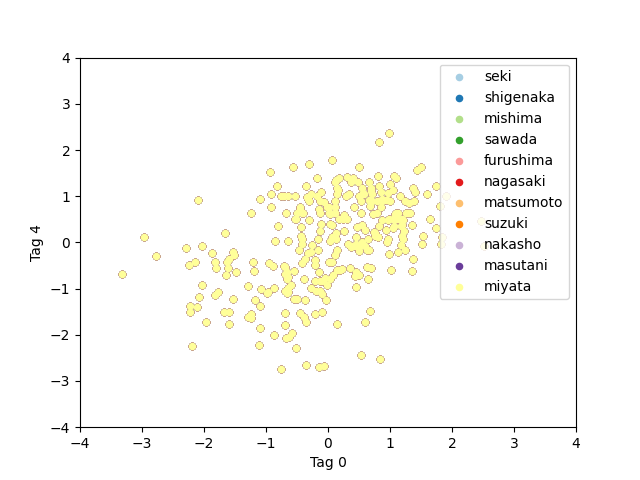 4
3
2
1
0
−1
−2
−3
−4
Tag 4
seki
shigenaka
mishima
sawada
furushima
nagasaki
matsumoto
suzuki
nakasho
masutani
miyata
−4 −3 −2 −1 0 1 2 3 4
Tag 0